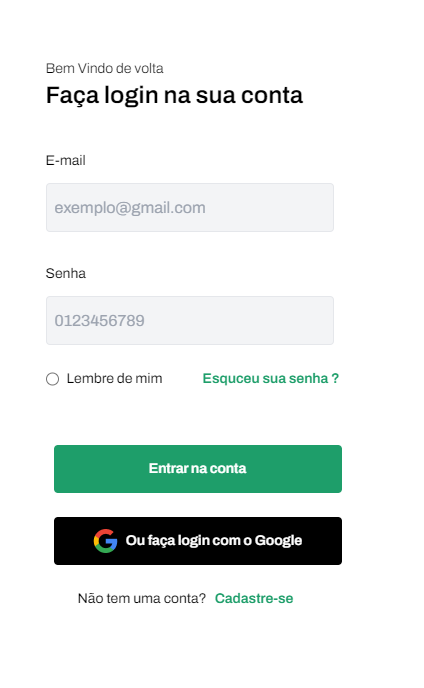 Bem Vindo de volta
Faça login na sua conta
E-mail
exemplo@gmail.com
Senha
0123456789
Lembre de mim Esquceu sua senha ?
Entrar na conta
Ou faça login com o Google
Não tem uma conta? Cadastre-se